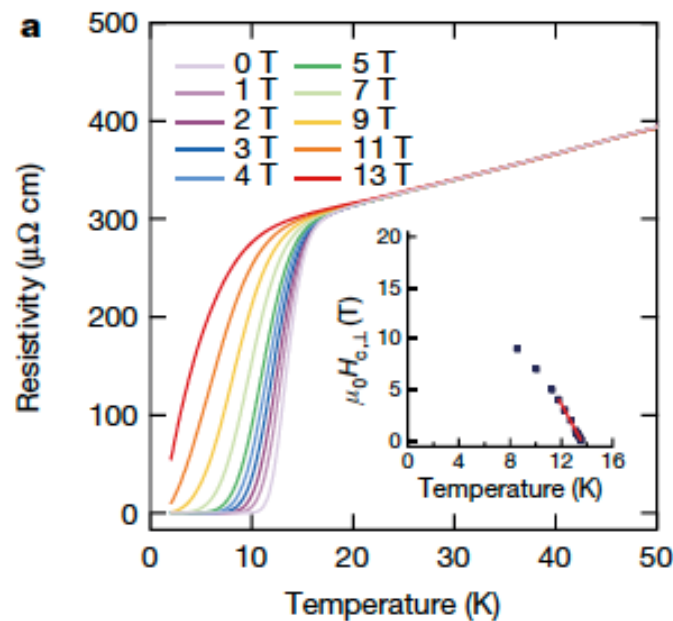 a
500
400
300
200
100
0
Resistivity (μΩ cm)
0 T 5 T
1 T 7 T
2 T 9 T
3 T 11 T
4 T 13 T
20
15
10
5
0
μ₀H_c,⊥ (T)
0 4 8 12 16
Temperature (K)
0 10 20 30 40 50
Temperature (K)